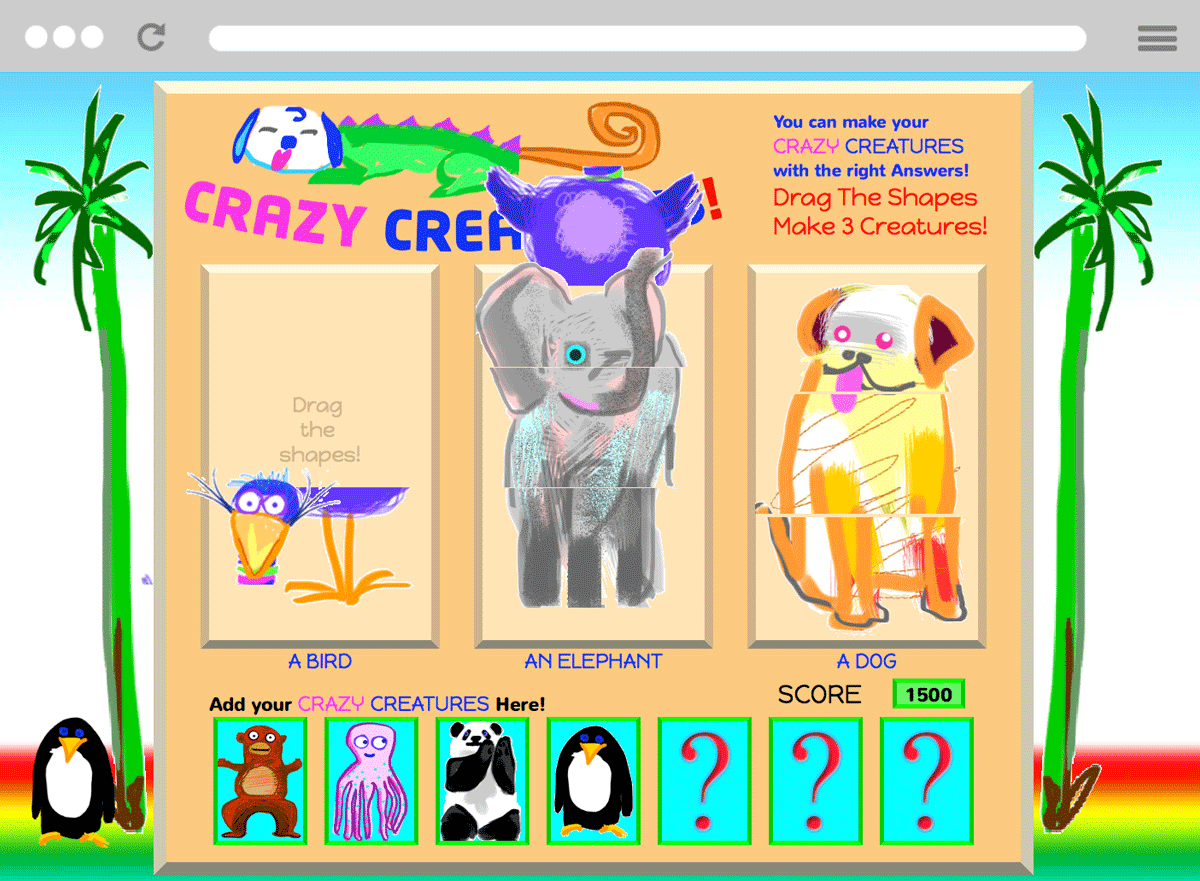 CRAZY CREA !
You can make your
CRAZY CREATURES
with the right Answers!
Drag The Shapes
Make 3 Creatures!
Drag
the
shapes!
A BIRD
AN ELEPHANT
A DOG
Add your CRAZY CREATURES Here!
SCORE 1500
? ? ?